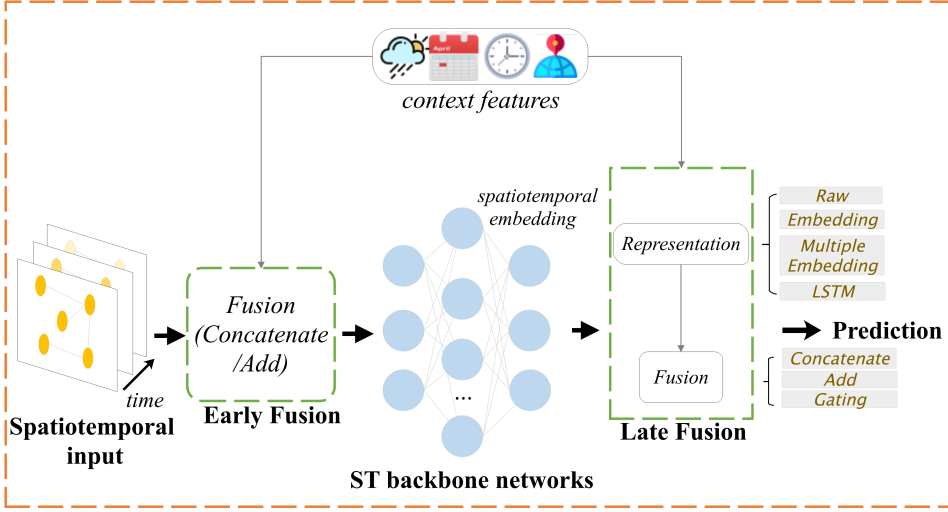 April
context features
spatiotemporal
embedding
Representation
Raw
Embedding
Multiple
Embedding
LSTM
Fusion
(Concatenate
/Add)
Prediction
Fusion
Concatenate
Add
Gating
time
Early Fusion
...
Late Fusion
Spatiotemporal
input
ST backbone networks